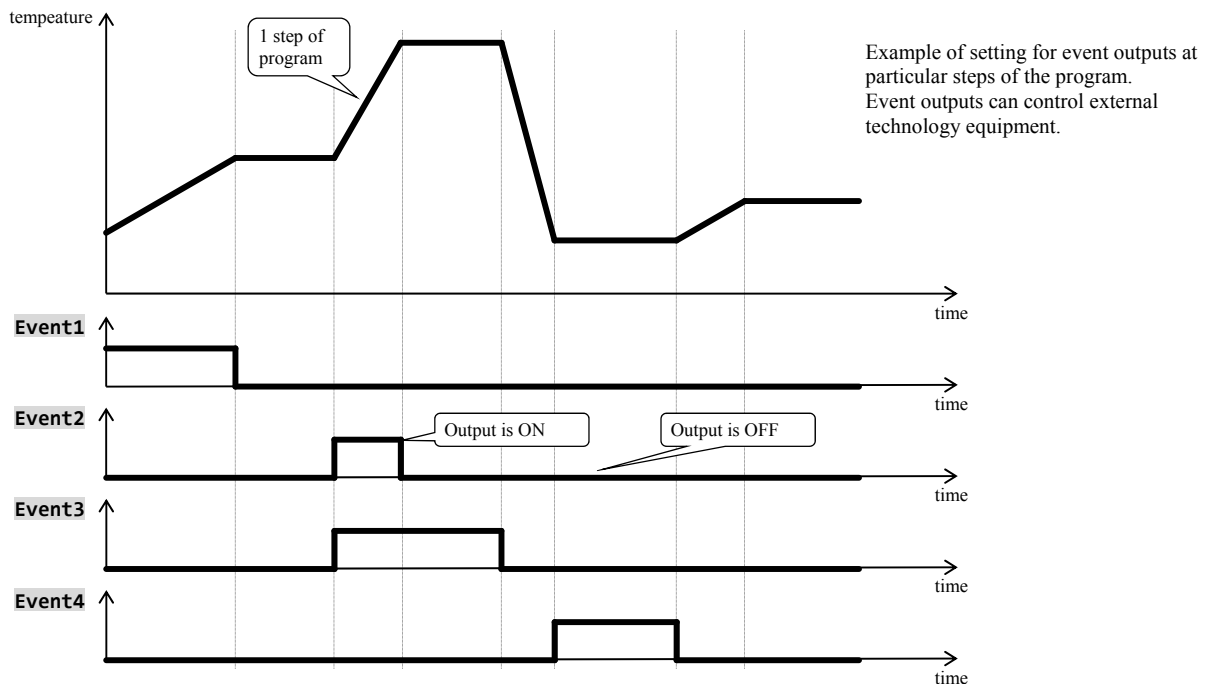 tempeature
1 step of
program
Example of setting for event outputs at
particular steps of the program.
Event outputs can control external
technology equipment.
time
Event1
time
Event2
Output is ON
Output is OFF
time
Event3
time
Event4
time